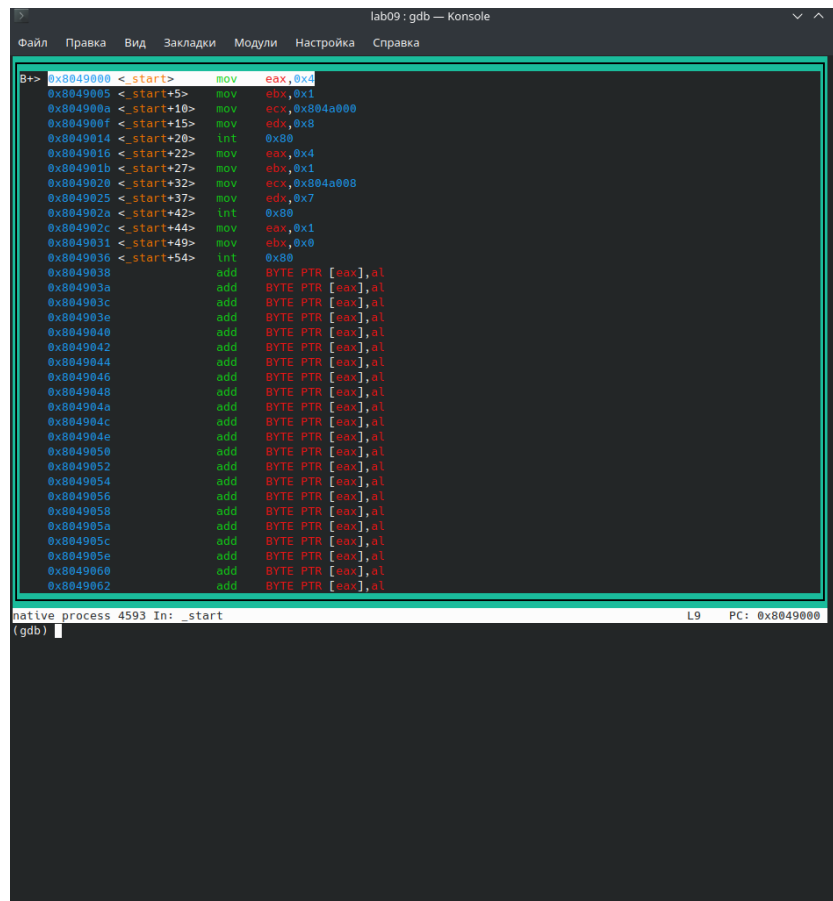 lab09 : gdb — Konsole
Файл Правка Вид Закладки Модули Настройка Справка
B+> 0x8049000 <_start> mov eax,0x4
0x8049005 <_start+5> mov ebx,0x1
0x804900a <_start+10> mov ecx,0x804a000
0x804900f <_start+15> mov edx,0x8
0x8049014 <_start+20> int 0x80
0x8049016 <_start+22> mov eax,0x4
0x804901b <_start+27> mov ebx,0x1
0x8049020 <_start+32> mov ecx,0x804a008
0x8049025 <_start+37> mov edx,0x7
0x804902a <_start+42> int 0x80
0x804902c <_start+44> mov eax,0x1
0x8049031 <_start+49> mov ebx,0x0
0x8049036 <_start+54> int 0x80
0x8049038 add BYTE PTR [eax],al
0x804903a add BYTE PTR [eax],al
0x804903c add BYTE PTR [eax],al
0x804903e add BYTE PTR [eax],al
0x8049040 add BYTE PTR [eax],al
0x8049042 add BYTE PTR [eax],al
0x8049044 add BYTE PTR [eax],al
0x8049046 add BYTE PTR [eax],al
0x8049048 add BYTE PTR [eax],al
0x804904a add BYTE PTR [eax],al
0x804904c add BYTE PTR [eax],al
0x804904e add BYTE PTR [eax],al
0x8049050 add BYTE PTR [eax],al
0x8049052 add BYTE PTR [eax],al
0x8049054 add BYTE PTR [eax],al
0x8049056 add BYTE PTR [eax],al
0x8049058 add BYTE PTR [eax],al
0x804905a add BYTE PTR [eax],al
0x804905c add BYTE PTR [eax],al
0x804905e add BYTE PTR [eax],al
0x8049060 add BYTE PTR [eax],al
0x8049062 add BYTE PTR [eax],al
native process 4593 In: _start L9 PC: 0x8049000
(gdb)